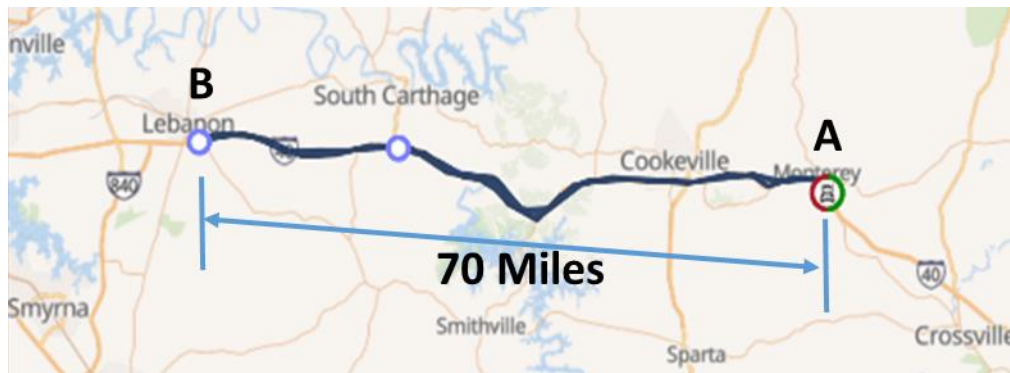 nville
B
South Carthage
Lebanon
A
Cookeville
Monterey
840
70 Miles
40
Smyrna
Smithville
Crossville
Sparta